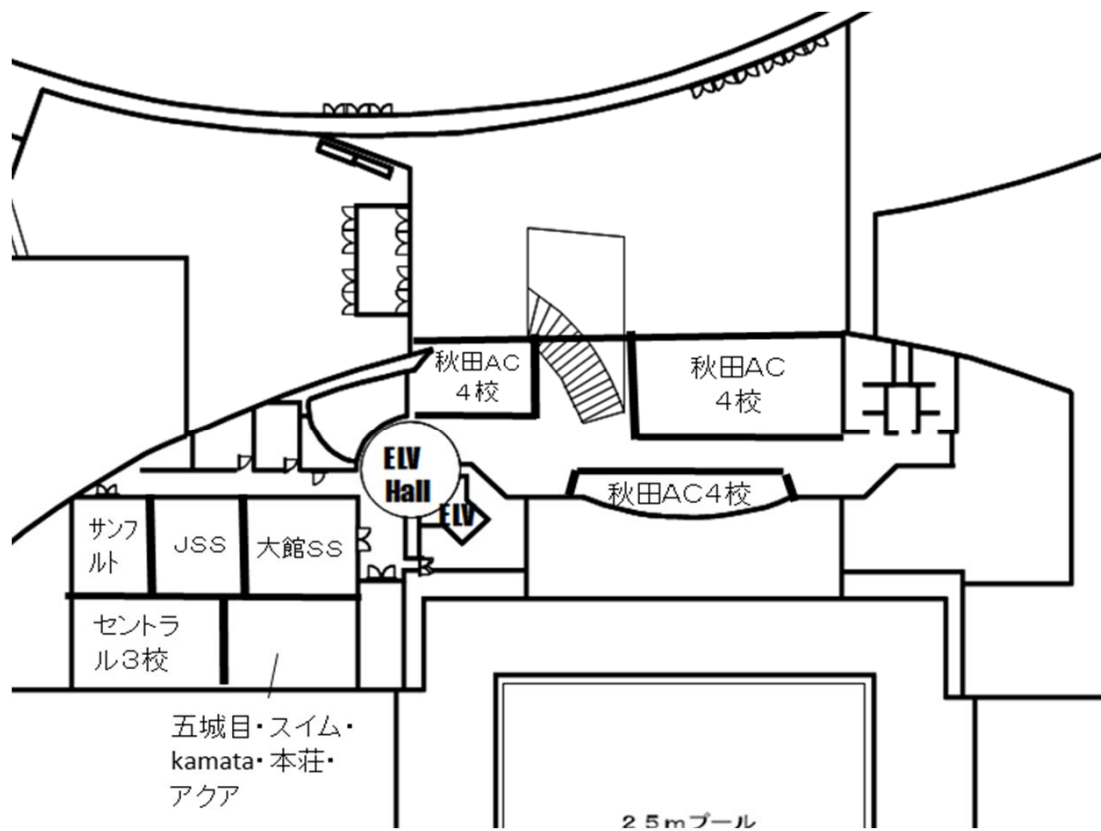 秋田AC
４校
秋田AC
４校
ELV
Hall
秋田AC４校
ELV
サンフ
ルト
JSS
大館SS
セントラ
ル３校
五城目・スイム・
kamata・本荘・
アクア
２５ｍプール